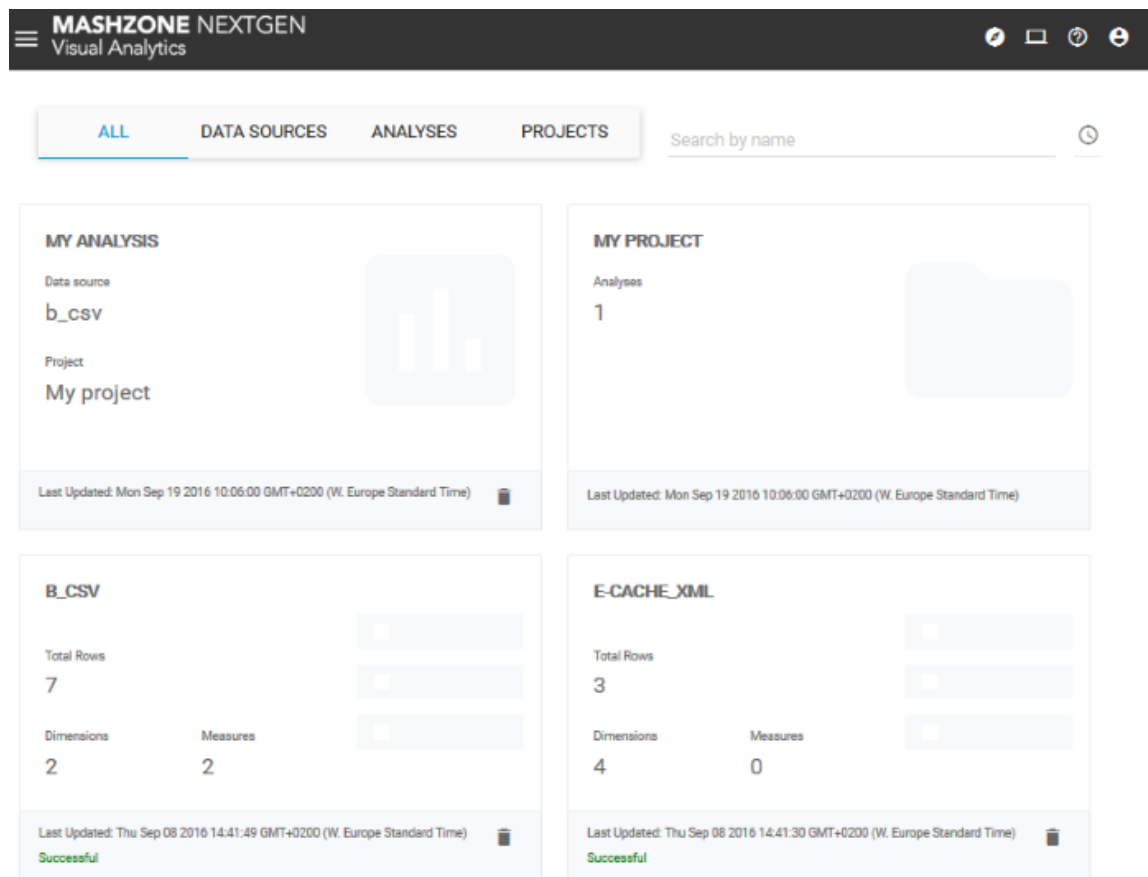 MASHZONE NEXTGEN
Visual Analytics
ALL DATA SOURCES ANALYSES PROJECTS
Search by name
MY ANALYSIS
Data source
b_csv
Project
My project
Last Updated: Mon Sep 19 2016 10:06:00 GMT+0200 (W. Europe Standard Time)
MY PROJECT
Analyses
1
Last Updated: Mon Sep 19 2016 10:06:00 GMT+0200 (W. Europe Standard Time)
B_CSV
Total Rows
7
Dimensions Measures
2 2
Last Updated: Thu Sep 08 2016 14:41:49 GMT+0200 (W. Europe Standard Time)
Successful
E-CACHE_XML
Total Rows
3
Dimensions Measures
4 0
Last Updated: Thu Sep 08 2016 14:41:30 GMT+0200 (W. Europe Standard Time)
Successful